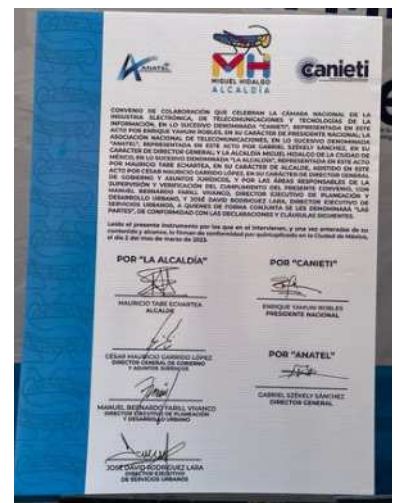 ANATEL
MH
MIGUEL HIDALGO
ALCALDÍA
canieti
CONVENIO DE COLABORACIÓN QUE CELEBRAN LA CÁMARA NACIONAL DE LA
INDUSTRIA ELECTRÓNICA, DE TELECOMUNICACIONES Y TECNOLOGÍAS DE LA
INFORMACIÓN, EN LO SUCESIVO DENOMINADA "CANIETI", REPRESENTADA EN ESTE
ACTO POR ENRIQUE YAMUNI ROBLES, EN SU CARÁCTER DE PRESIDENTE NACIONAL, LA
ASOCIACIÓN NACIONAL DE TELECOMUNICACIONES, EN LO SUCESIVO DENOMINADA
"ANATEL", REPRESENTADA EN ESTE ACTO POR GABRIEL SZÉKELY SÁNCHEZ, EN SU
CARÁCTER DE DIRECTOR GENERAL Y LA ALCALDÍA MIGUEL HIDALGO DE LA CIUDAD DE
MÉXICO, EN LO SUCESIVO DENOMINADA "LA ALCALDÍA", REPRESENTADA EN ESTE ACTO
POR MAURICIO TABE ECHARTEA, EN SU CARÁCTER DE ALCALDE, ASISTIDO EN ESTE
ACTO POR CÉSAR MAURICIO GARRIDO LÓPEZ, EN SU CARÁCTER DE DIRECTOR GENERAL
DE GOBIERNO Y ASUNTOS JURÍDICOS, Y POR LAS ÁREAS RESPONSABLES DE LA
SUPERVISIÓN Y VERIFICACIÓN DEL CUMPLIMIENTO DEL PRESENTE CONVENIO, CON
MANUEL BERNARDO FARILL VIVANCO, DIRECTOR EJECUTIVO DE PLANEACIÓN Y
DESARROLLO URBANO, Y JOSÉ DAVID RODRÍGUEZ LARA, DIRECTOR EJECUTIVO DE
SERVICIOS URBANOS, A QUIENES DE FORMA CONJUNTA SE LES DENOMINARÁ "LAS
PARTES", DE CONFORMIDAD CON LAS DECLARACIONES Y CLÁUSULAS SIGUIENTES.
Leído el presente instrumento por los que en él intervienen, y una vez enterados de su
contenido y alcance, lo firman de conformidad por quintuplicado en la Ciudad de México,
el día 2 del mes de marzo de 2023.
POR "LA ALCALDÍA"
MAURICIO TABE ECHARTEA
ALCALDE
CÉSAR MAURICIO GARRIDO LÓPEZ
DIRECTOR GENERAL DE GOBIERNO
Y ASUNTOS JURÍDICOS
MANUEL BERNARDO FARILL VIVANCO
DIRECTOR EJECUTIVO DE PLANEACIÓN
Y DESARROLLO URBANO
JOSÉ DAVID RODRÍGUEZ LARA
DIRECTOR EJECUTIVO
DE SERVICIOS URBANOS
POR "CANIETI"
ENRIQUE YAMUNI ROBLES
PRESIDENTE NACIONAL
POR "ANATEL"
GABRIEL SZÉKELY SÁNCHEZ
DIRECTOR GENERAL